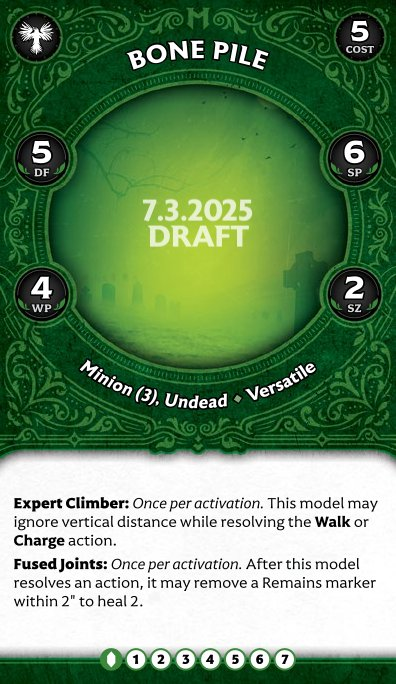 5
COST
BONE PILE
5
DF
6
SP
7.3.2025
DRAFT
4
WP
2
SZ
Minion (3), Undead ♦ Versatile
Expert Climber: Once per activation. This model may
ignore vertical distance while resolving the Walk or
Charge action.
Fused Joints: Once per activation. After this model
resolves an action, it may remove a Remains marker
within 2" to heal 2.
1 2 3 4 5 6 7